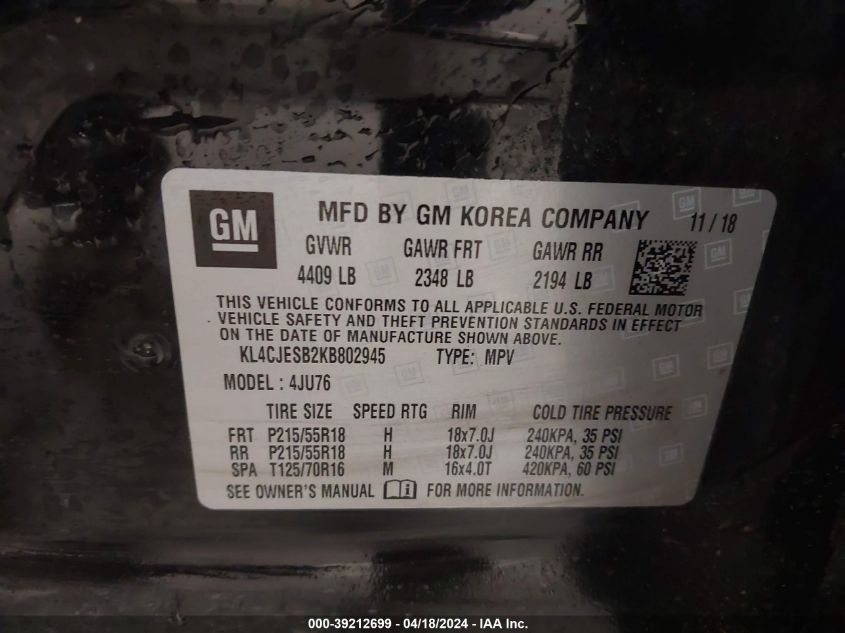 GM MFD BY GM KOREA COMPANY 11 / 18
GVWR GAWR FRT GAWR RR
4409 LB 2348 LB 2194 LB
THIS VEHICLE CONFORMS TO ALL APPLICABLE U.S. FEDERAL MOTOR
VEHICLE SAFETY AND THEFT PREVENTION STANDARDS IN EFFECT
ON THE DATE OF MANUFACTURE SHOWN ABOVE.
KL4CJESB2KB802945 TYPE: MPV
MODEL : 4JU76
TIRE SIZE SPEED RTG RIM COLD TIRE PRESSURE
FRT P215/55R18 H 18x7.0J 240KPA, 35 PSI
RR P215/55R18 H 18x7.0J 240KPA, 35 PSI
SPA T125/70R16 M 16x4.0T 420KPA, 60 PSI
SEE OWNER'S MANUAL FOR MORE INFORMATION.
000-39212699 - 04/18/2024 - IAA Inc.